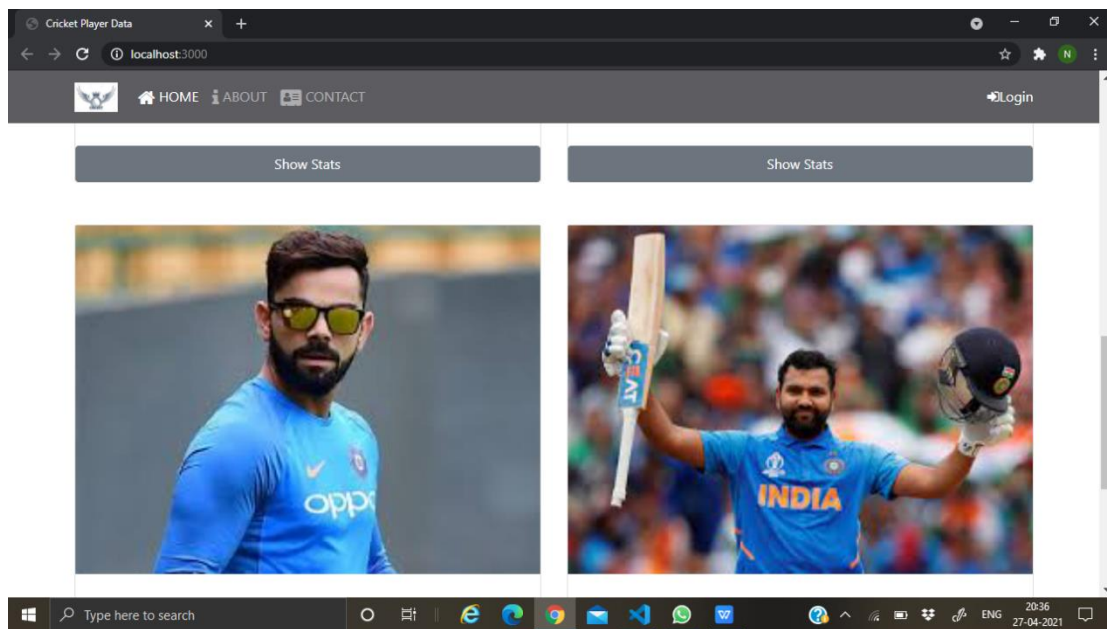 Cricket Player Data
localhost:3000
HOME ABOUT CONTACT
Login
Show Stats
Show Stats
oppo
CEAT
INDIA
Type here to search
ENG
20:36
27-04-2021
N